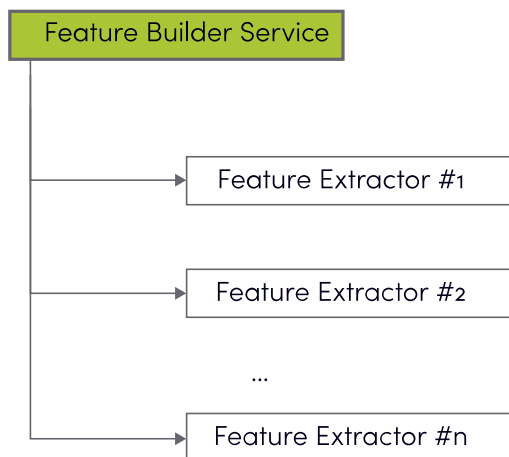 Feature Builder Service
Feature Extractor #1
Feature Extractor #2
...
Feature Extractor #n